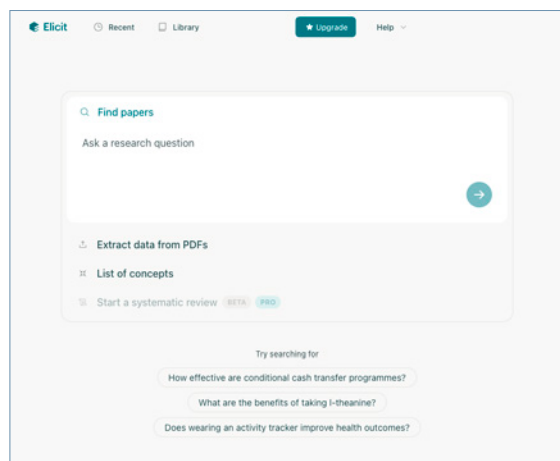 Elicit Recent Library Upgrade Help
Find papers
Ask a research question
Extract data from PDFs
List of concepts
Start a systematic review BETA PRO
Try searching for
How effective are conditional cash transfer programmes?
What are the benefits of taking l-theanine?
Does wearing an activity tracker improve health outcomes?